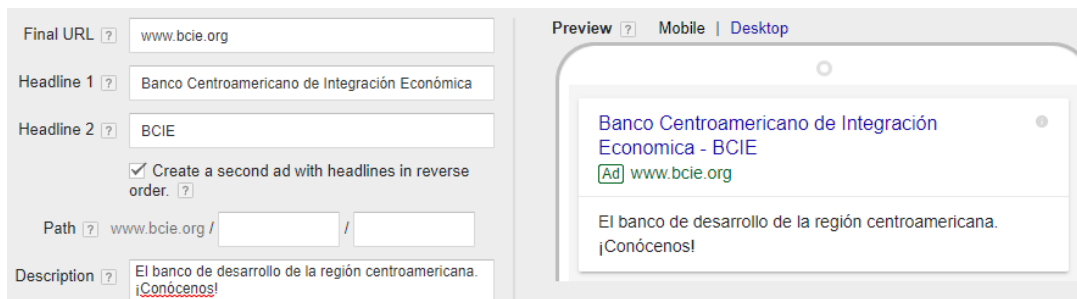 Final URL ? www.bcie.org
Headline 1 ? Banco Centroamericano de Integración Económica
Headline 2 ? BCIE
Create a second ad with headlines in reverse
order. ?
Path ? www.bcie.org / /
Description ? El banco de desarrollo de la región centroamericana.
¡Conócenos!
Preview ? Mobile | Desktop
Banco Centroamericano de Integración
Economica - BCIE
Ad www.bcie.org
El banco de desarrollo de la región centroamericana.
¡Conócenos!